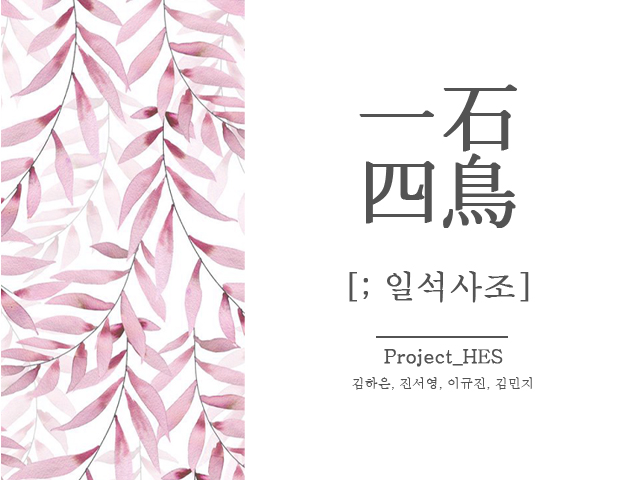 一石
四鳥
[; 일석사조]
Project_HES
김하은, 진서영, 이규진, 김민지